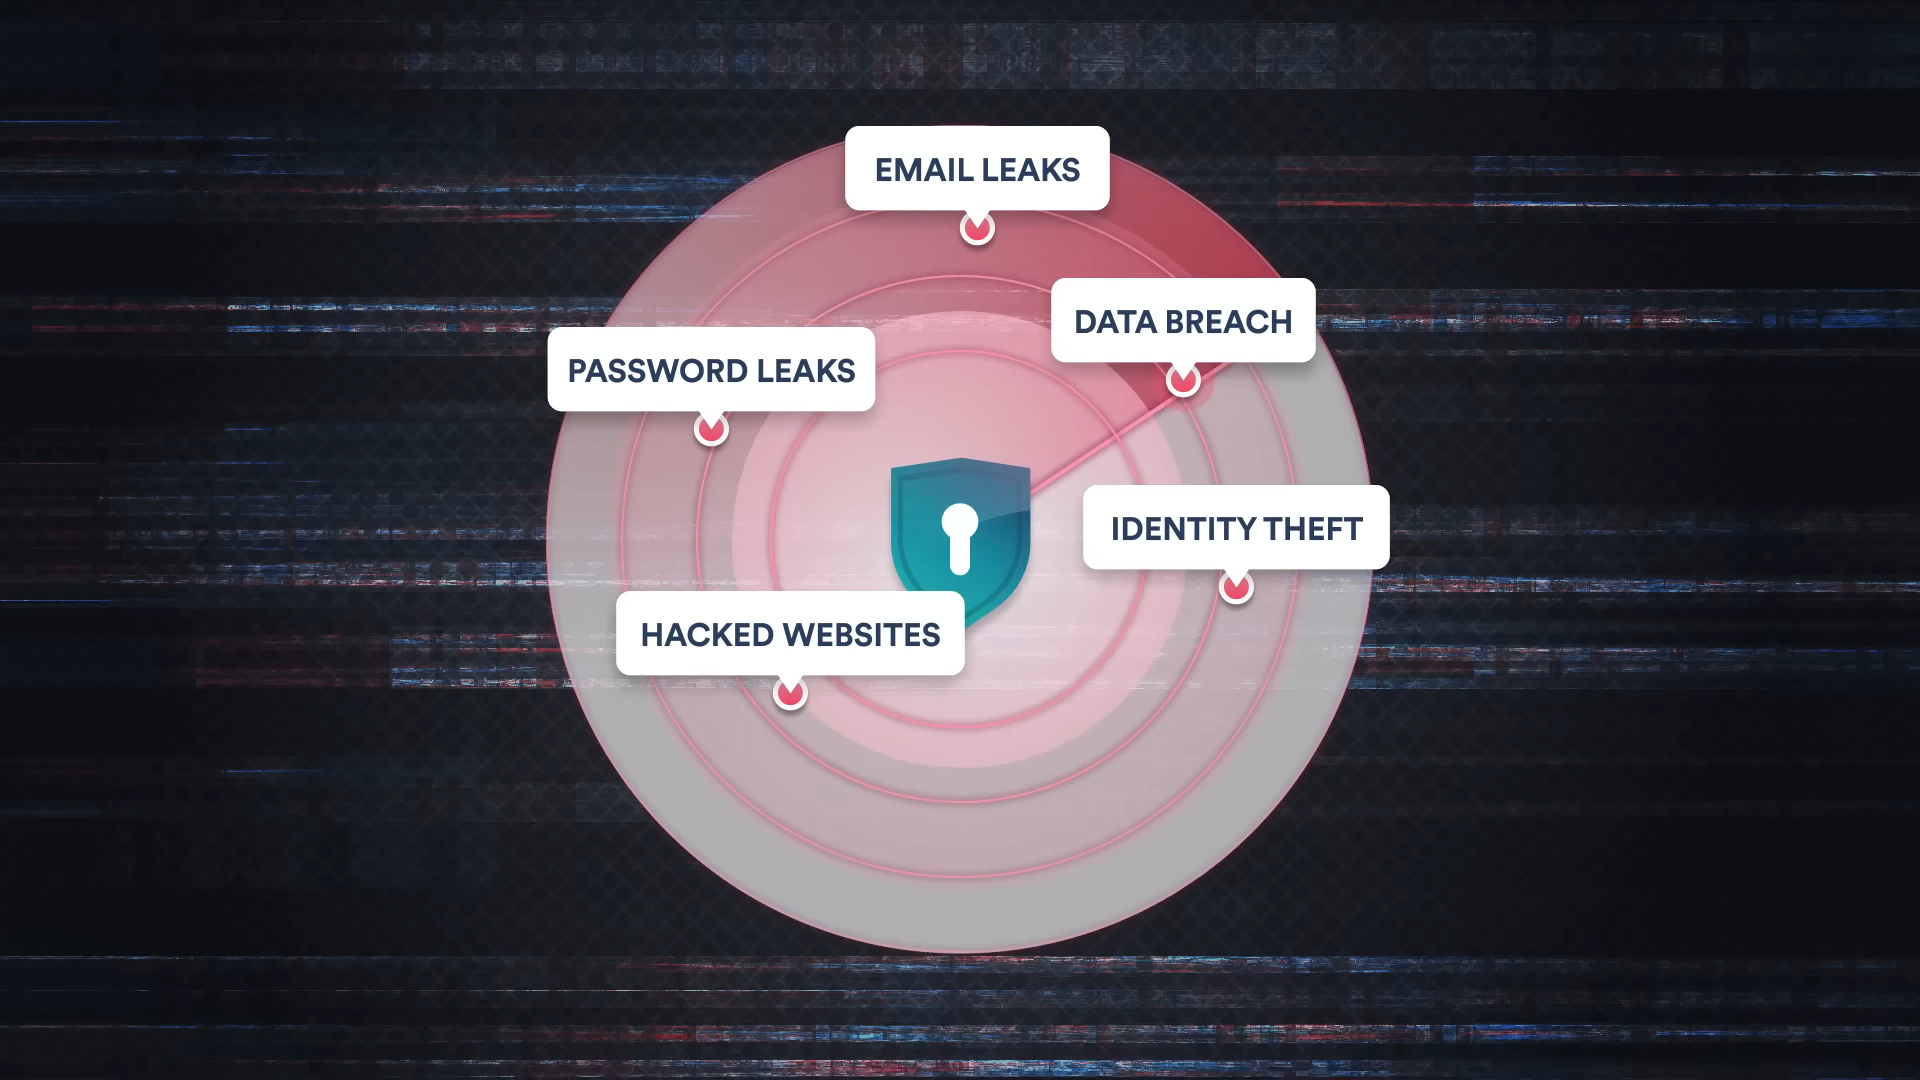 EMAIL LEAKS
DATA BREACH
PASSWORD LEAKS
IDENTITY THEFT
HACKED WEBSITES